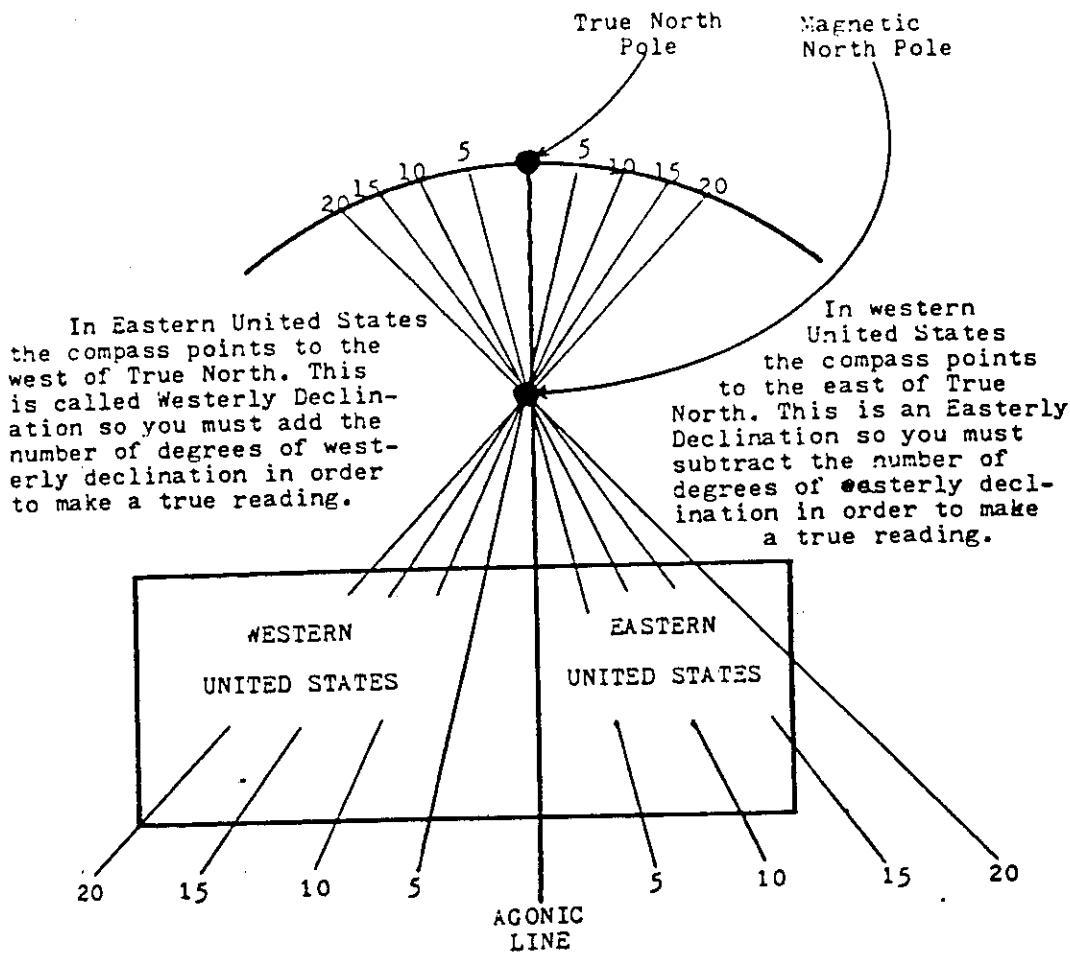 True North
Pole
Magnetic
North Pole
5
10
15
20
5
10
15
20
In Eastern United States
the compass points to the
west of True North. This
is called Westerly Declin-
ation so you must add the
number of degrees of west-
erly declination in order
to make a true reading.
In western
United States
the compass points
to the east of True
North. This is an Easterly
Declination so you must
subtract the number of
degrees of easterly decl-
ination in order to make
a true reading.
WESTERN
UNITED STATES
EASTERN
UNITED STATES
20
15
10
5
5
10
15
20
AGONIC
LINE